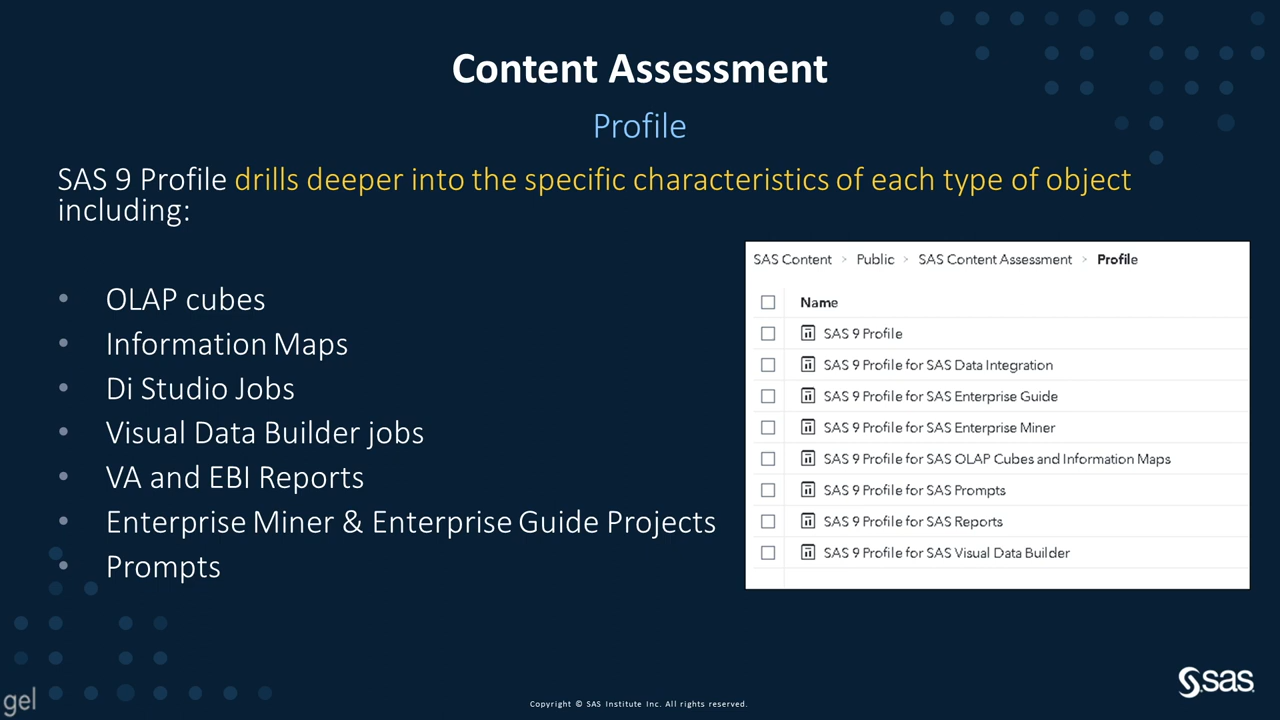 Content Assessment
Profile
SAS 9 Profile drills deeper into the specific characteristics of each type of object
including:
• OLAP cubes
• Information Maps
• Di Studio Jobs
• Visual Data Builder jobs
• VA and EBI Reports
• Enterprise Miner & Enterprise Guide Projects
• Prompts
SAS Content > Public > SAS Content Assessment > Profile
Name
SAS 9 Profile
SAS 9 Profile for SAS Data Integration
SAS 9 Profile for SAS Enterprise Guide
SAS 9 Profile for SAS Enterprise Miner
SAS 9 Profile for SAS OLAP Cubes and Information Maps
SAS 9 Profile for SAS Prompts
SAS 9 Profile for SAS Reports
SAS 9 Profile for SAS Visual Data Builder
gel
Copyright © SAS Institute Inc. All rights reserved.
sas